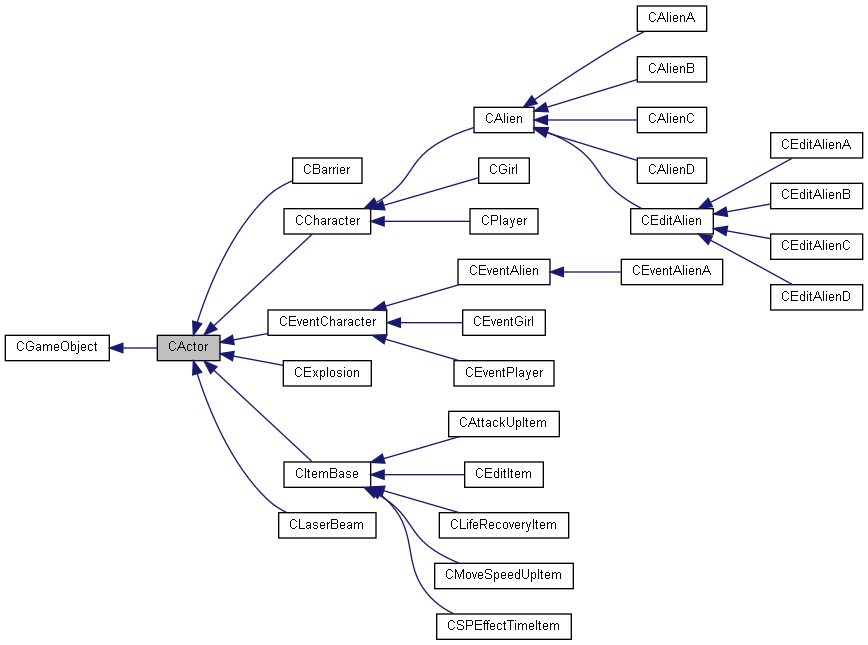 CGameObject
CActor
CBarrier
CCharacter
CAlien
CAlienA
CAlienB
CAlienC
CAlienD
CEditAlien
CEditAlienA
CEditAlienB
CEditAlienC
CEditAlienD
CGirl
CPlayer
CEventCharacter
CEventAlien
CEventAlienA
CEventGirl
CEventPlayer
CExplosion
CItemBase
CAttackUpItem
CEditItem
CLifeRecoveryItem
CMoveSpeedUpItem
CSPEffectTimeItem
CLaserBeam